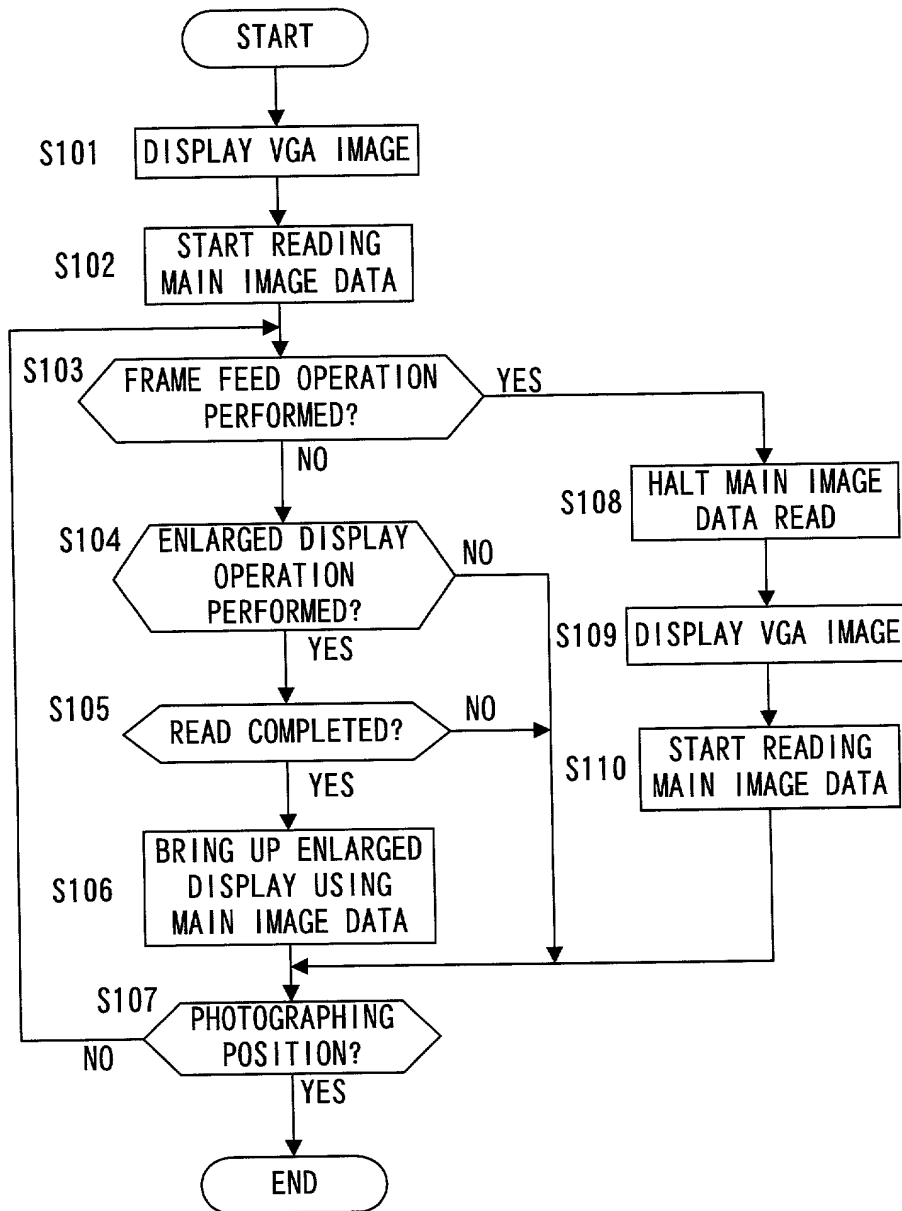 START
S101
DISPLAY VGA IMAGE
S102
START READING
MAIN IMAGE DATA
S103
FRAME FEED OPERATION
PERFORMED?
YES
NO
S104
ENLARGED DISPLAY
OPERATION
PERFORMED?
NO
YES
S105
READ COMPLETED?
NO
YES
S106
BRING UP ENLARGED
DISPLAY USING
MAIN IMAGE DATA
S107
PHOTOGRAPHING
POSITION?
NO
YES
END
S108
HALT MAIN IMAGE
DATA READ
S109
DISPLAY VGA IMAGE
S110
START READING
MAIN IMAGE DATA